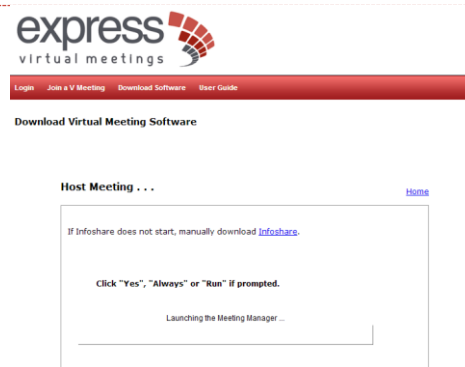 express
virtual meetings
Login Join a V Meeting Download Software User Guide
Download Virtual Meeting Software
Host Meeting . . .
Home
If Infoshare does not start, manually download Infoshare.
Click "Yes", "Always" or "Run" if prompted.
Launching the Meeting Manager ...